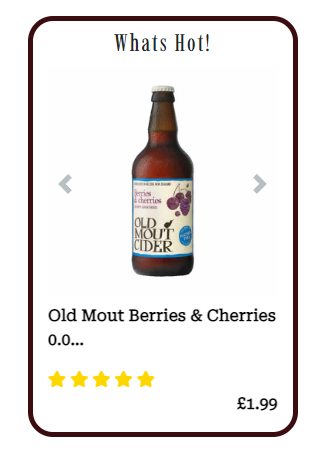 Whats Hot!
Berries
& cherries
OLD
MOUT
CIDER
Old Mout Berries & Cherries
0.0...
£1.99